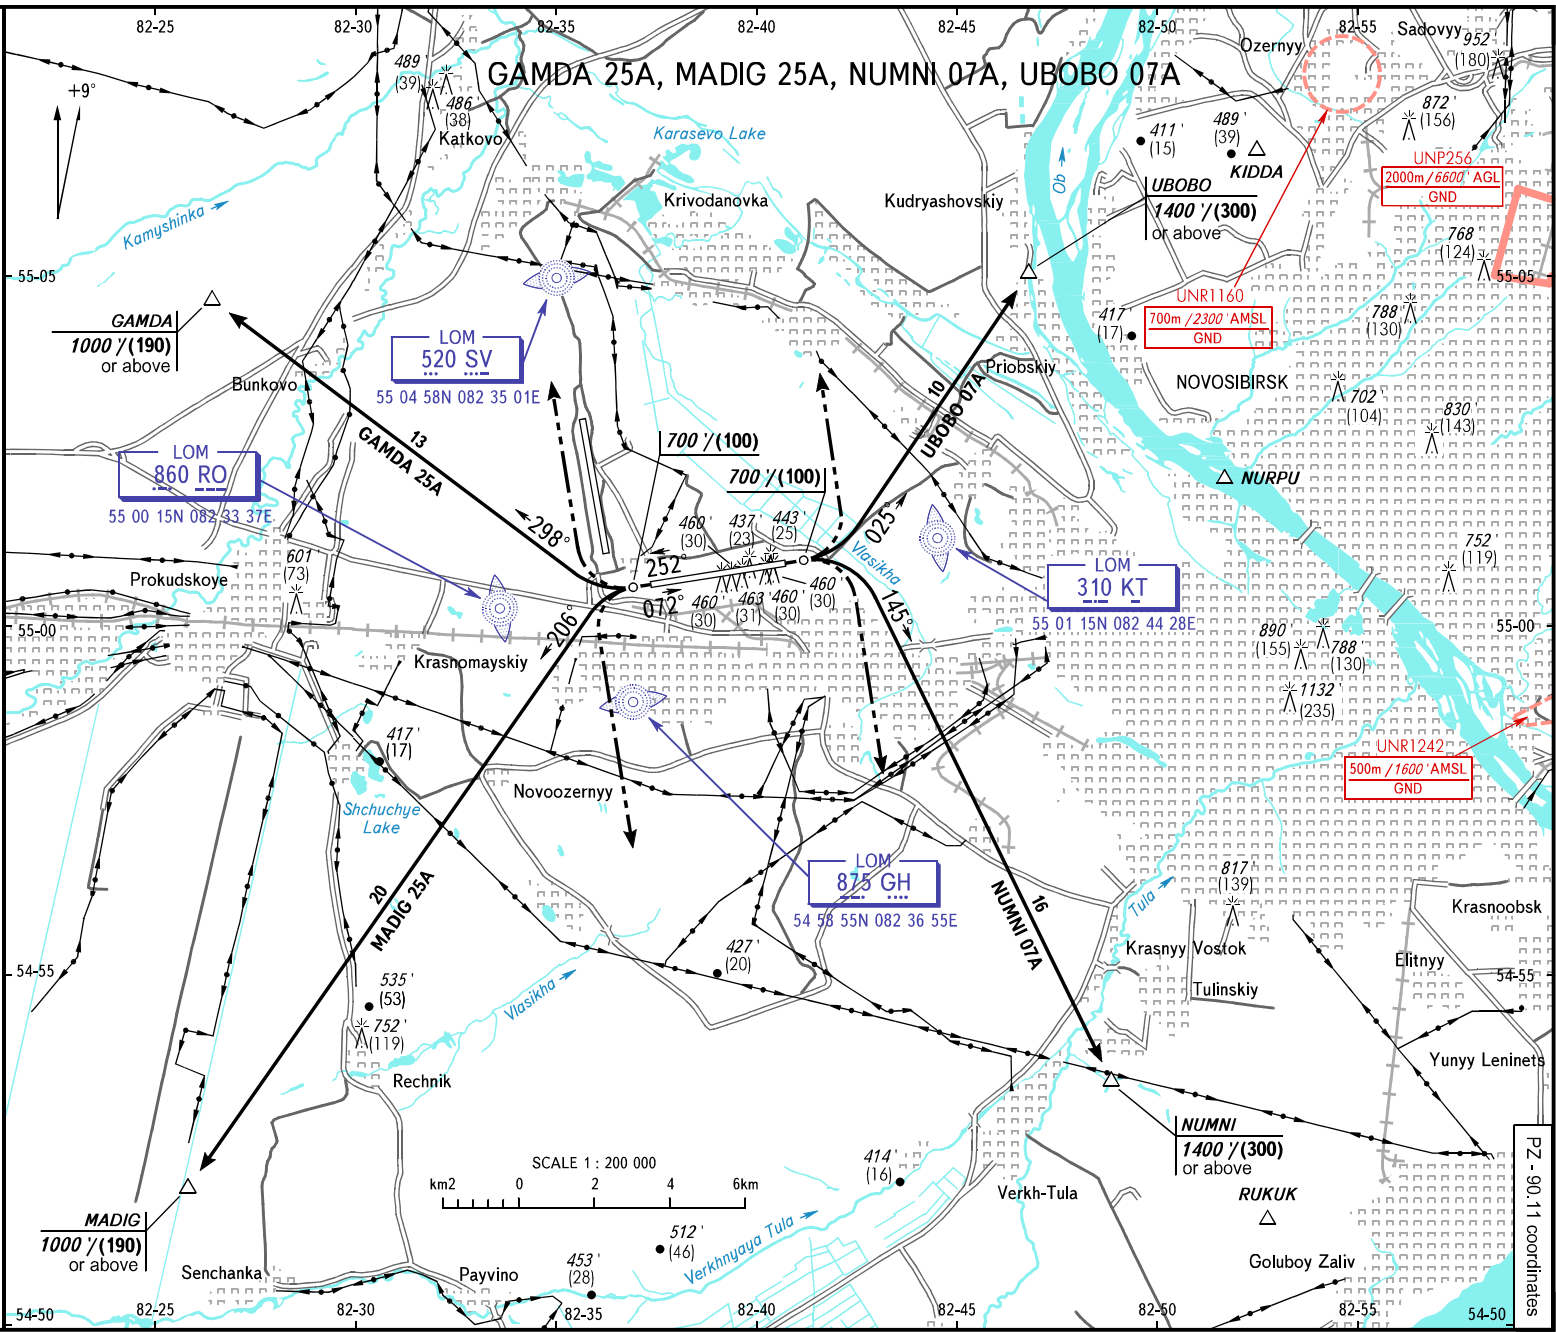 82-25
82-30
82-35
82-40
82-45
82-50
82-55
GAMDA 25A, MADIG 25A, NUMNI 07A, UBOBO 07A
+9°
489'
(39)
486'
(38)
Katkovo
Karasevo Lake
Krivodanovka
Kudryashovskiy
Kamyshinka
Ob
Ozernyy
Sadovyy
952'
(180)
872'
(156)
411'
(15)
489'
(39)
KIDDA
UNP256
2000m/6600' AGL
GND
UBOBO
1400'/(300)
or above
768'
(124)
55-05
55-05
GAMDA
1000'/(190)
or above
Bunkovo
LOM
520 SV
55 04 58N 082 35 01E
UNR1160
700m/2300' AMSL
GND
417'
(17)
788'
(130)
Priobskiy
NOVOSIBIRSK
702'
(104)
830'
(143)
10
UBOBO 07A
13
GAMDA 25A
LOM
860 RO
55 00 15N 082 33 37E
700'/(100)
700'/(100)
NURPU
298°
025°
252°
072°
206°
145°
460'
(30)
437'
(23)
443'
(25)
460'
(30)
463'
(31)
460'
(30)
460'
(30)
Vlasikha
601'
(73)
Prokudskoye
LOM
310 KT
55 01 15N 082 44 28E
752'
(119)
55-00
55-00
890'
(155)
788'
(130)
1132'
(235)
Krasnomayskiy
417'
(17)
Shchuchye
Lake
Novoozernyy
UNR1242
500m/1600' AMSL
GND
LOM
875 GH
54 58 55N 082 36 55E
20
MADIG 25A
16
NUMNI 07A
817'
(139)
Tula
Krasnoobsk
Krasnyy Vostok
Elitnyy
Tulinskiy
427'
(20)
54-55
54-55
535'
(53)
752'
(119)
Vlasikha
Rechnik
Yunyy Leninets
NUMNI
1400'/(300)
or above
SCALE 1 : 200 000
km2 0 2 4 6km
414'
(16)
Verkh-Tula
RUKUK
MADIG
1000'/(190)
or above
Senchanka
Payvino
453'
(28)
512'
(46)
Verkhnyaya Tula
Goluboy Zaliv
PZ - 90.11 coordinates
54-50
82-25
82-30
82-35
82-40
82-45
82-50
82-55
54-50